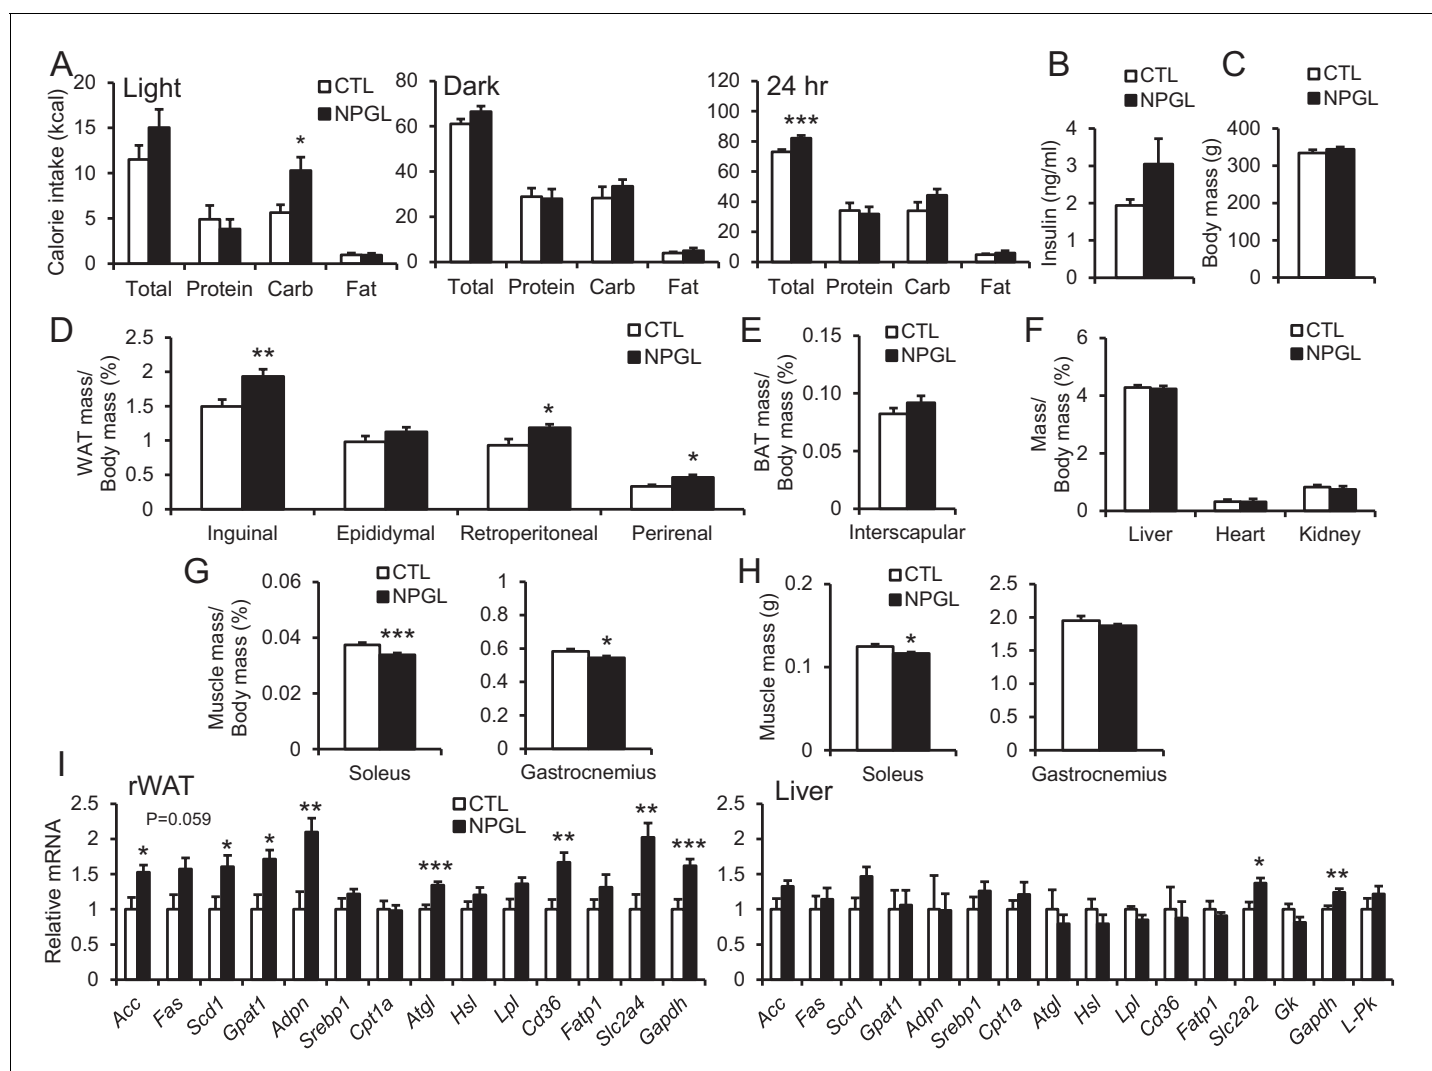 A
Light
CTL
NPGL
Calorie intake (kcal)
20
15
10
5
0
*
Total Protein Carb Fat
Dark
80
60
40
20
0
Total Protein Carb Fat
24 hr
120
100
80
60
40
20
0
***
Total Protein Carb Fat
B
CTL
NPGL
Insulin (ng/ml)
4
3
2
1
0
C
CTL
NPGL
Body mass (g)
400
300
200
100
0
D
CTL
NPGL
WAT mass/
Body mass (%)
2.5
2
1.5
1
0.5
0
** * *
Inguinal Epididymal Retroperitoneal Perirenal
E
CTL
NPGL
BAT mass/
Body mass (%)
0.15
0.10
0.05
0
Interscapular
F
CTL
NPGL
Mass/
Body mass (%)
6
4
2
0
Liver Heart Kidney
G
CTL
NPGL
Muscle mass/
Body mass (%)
0.06
0.04
0.02
0
***
Soleus
1
0.8
0.6
0.4
0.2
0
*
Gastrocnemius
H
CTL
NPGL
Muscle mass (g)
0.2
0.1
0
*
Soleus
2.5
2.0
1.5
1.0
0.5
0
Gastrocnemius
I
rWAT
CTL
NPGL
P=0.059
Relative mRNA
2.5
2
1.5
1
0.5
0
* * * ** *** ** ** ***
Acc Fas Scd1 Gpat1 Adpn Srebp1 Cpt1a Atgl Hsl Lpl Cd36 Fatp1 Slc2a4 Gapdh
Liver
2.5
2
1.5
1
0.5
0
* **
Acc Fas Scd1 Gpat1 Adpn Srebp1 Cpt1a Atgl Hsl Lpl Cd36 Fatp1 Slc2a2 Gk Gapdh L-Pk